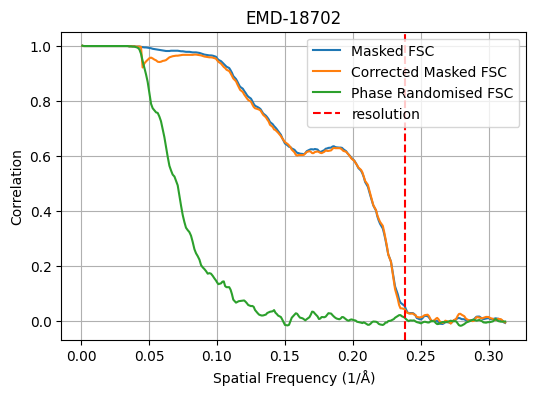 EMD-18702
Masked FSC
Corrected Masked FSC
Phase Randomised FSC
resolution
Correlation
1.0
0.8
0.6
0.4
0.2
0.0
0.00 0.05 0.10 0.15 0.20 0.25 0.30
Spatial Frequency (1/Å)